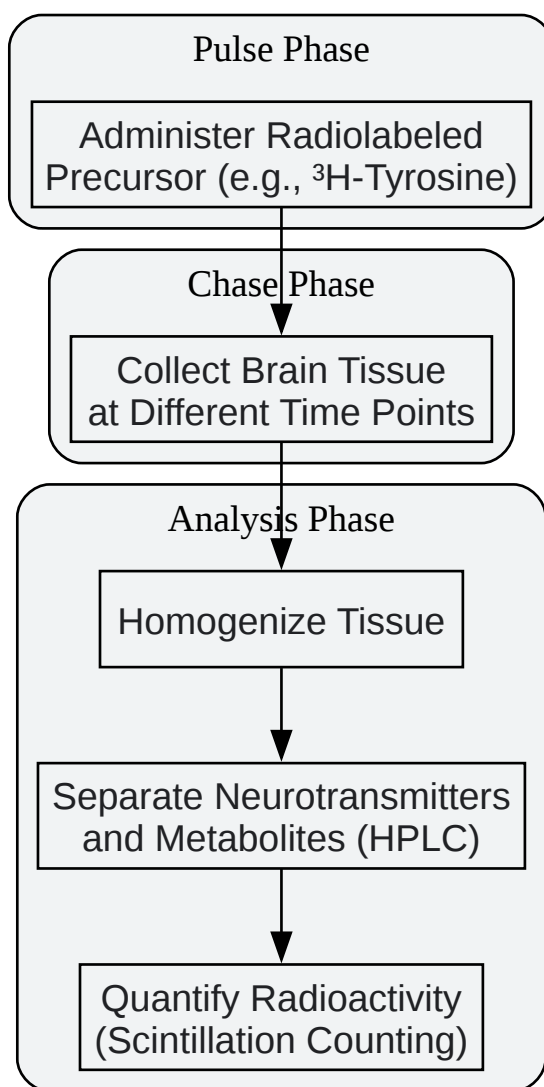 Pulse Phase
Administer Radiolabeled
Precursor (e.g., ³H-Tyrosine)
Chase Phase
Collect Brain Tissue
at Different Time Points
Analysis Phase
Homogenize Tissue
Separate Neurotransmitters
and Metabolites (HPLC)
Quantify Radioactivity
(Scintillation Counting)